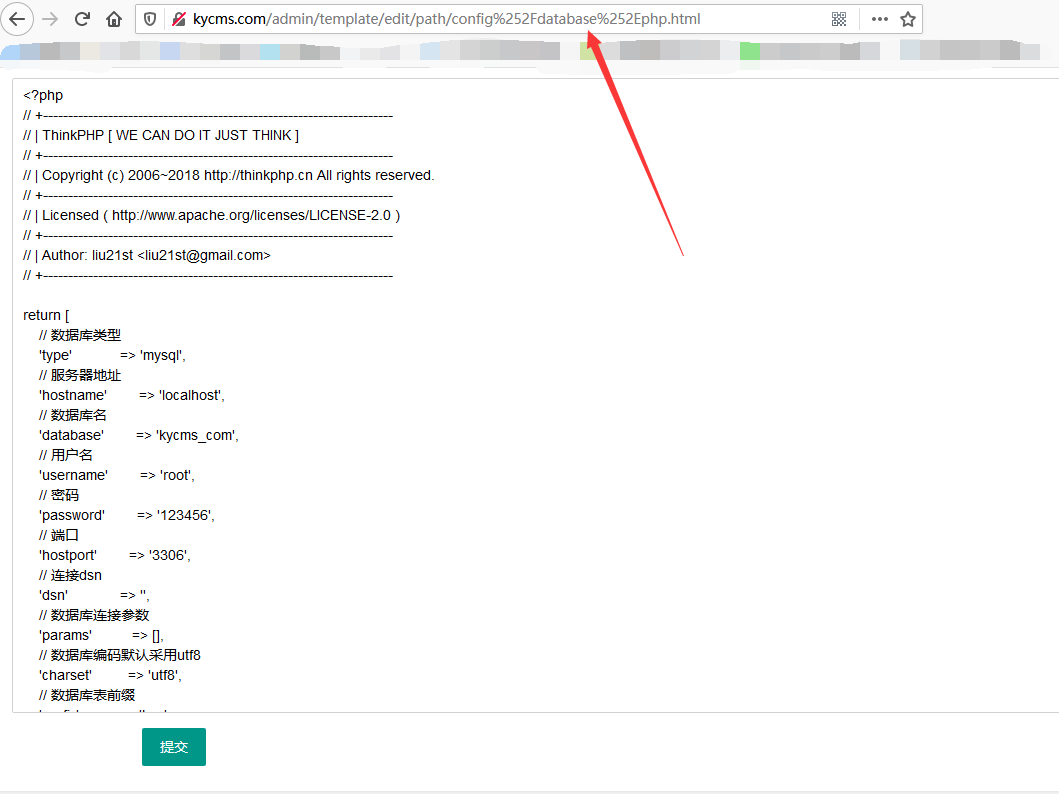 kycms.com/admin/template/edit/path/config%252Fdatabase%252Ephp.html
<?php
// +----------------------------------------------------------------------
// | ThinkPHP [ WE CAN DO IT JUST THINK ]
// +----------------------------------------------------------------------
// | Copyright (c) 2006~2018 http://thinkphp.cn All rights reserved.
// +----------------------------------------------------------------------
// | Licensed ( http://www.apache.org/licenses/LICENSE-2.0 )
// +----------------------------------------------------------------------
// | Author: liu21st <liu21st@gmail.com>
// +----------------------------------------------------------------------
return [
// 数据库类型
'type' => 'mysql',
// 服务器地址
'hostname' => 'localhost',
// 数据库名
'database' => 'kycms_com',
// 用户名
'username' => 'root',
// 密码
'password' => '123456',
// 端口
'hostport' => '3306',
// 连接dsn
'dsn' => '',
// 数据库连接参数
'params' => [],
// 数据库编码默认采用utf8
'charset' => 'utf8',
// 数据库表前缀
提交